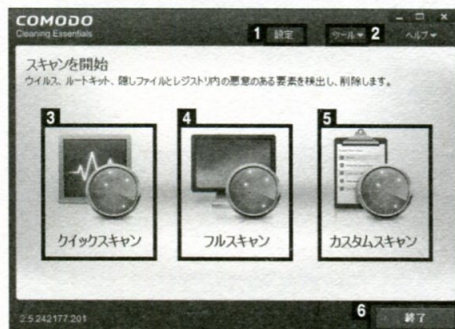 COMODO
Cleaning Essentials
1 設定 ツール 2 ヘルプ
スキャンを開始
ウイルス、ルートキット、隠しファイルとレジストリ内の悪意のある要素を検出し、削除します。
3 4 5
クイックスキャン フルスキャン カスタムスキャン
2.5.242177.201 6 終了